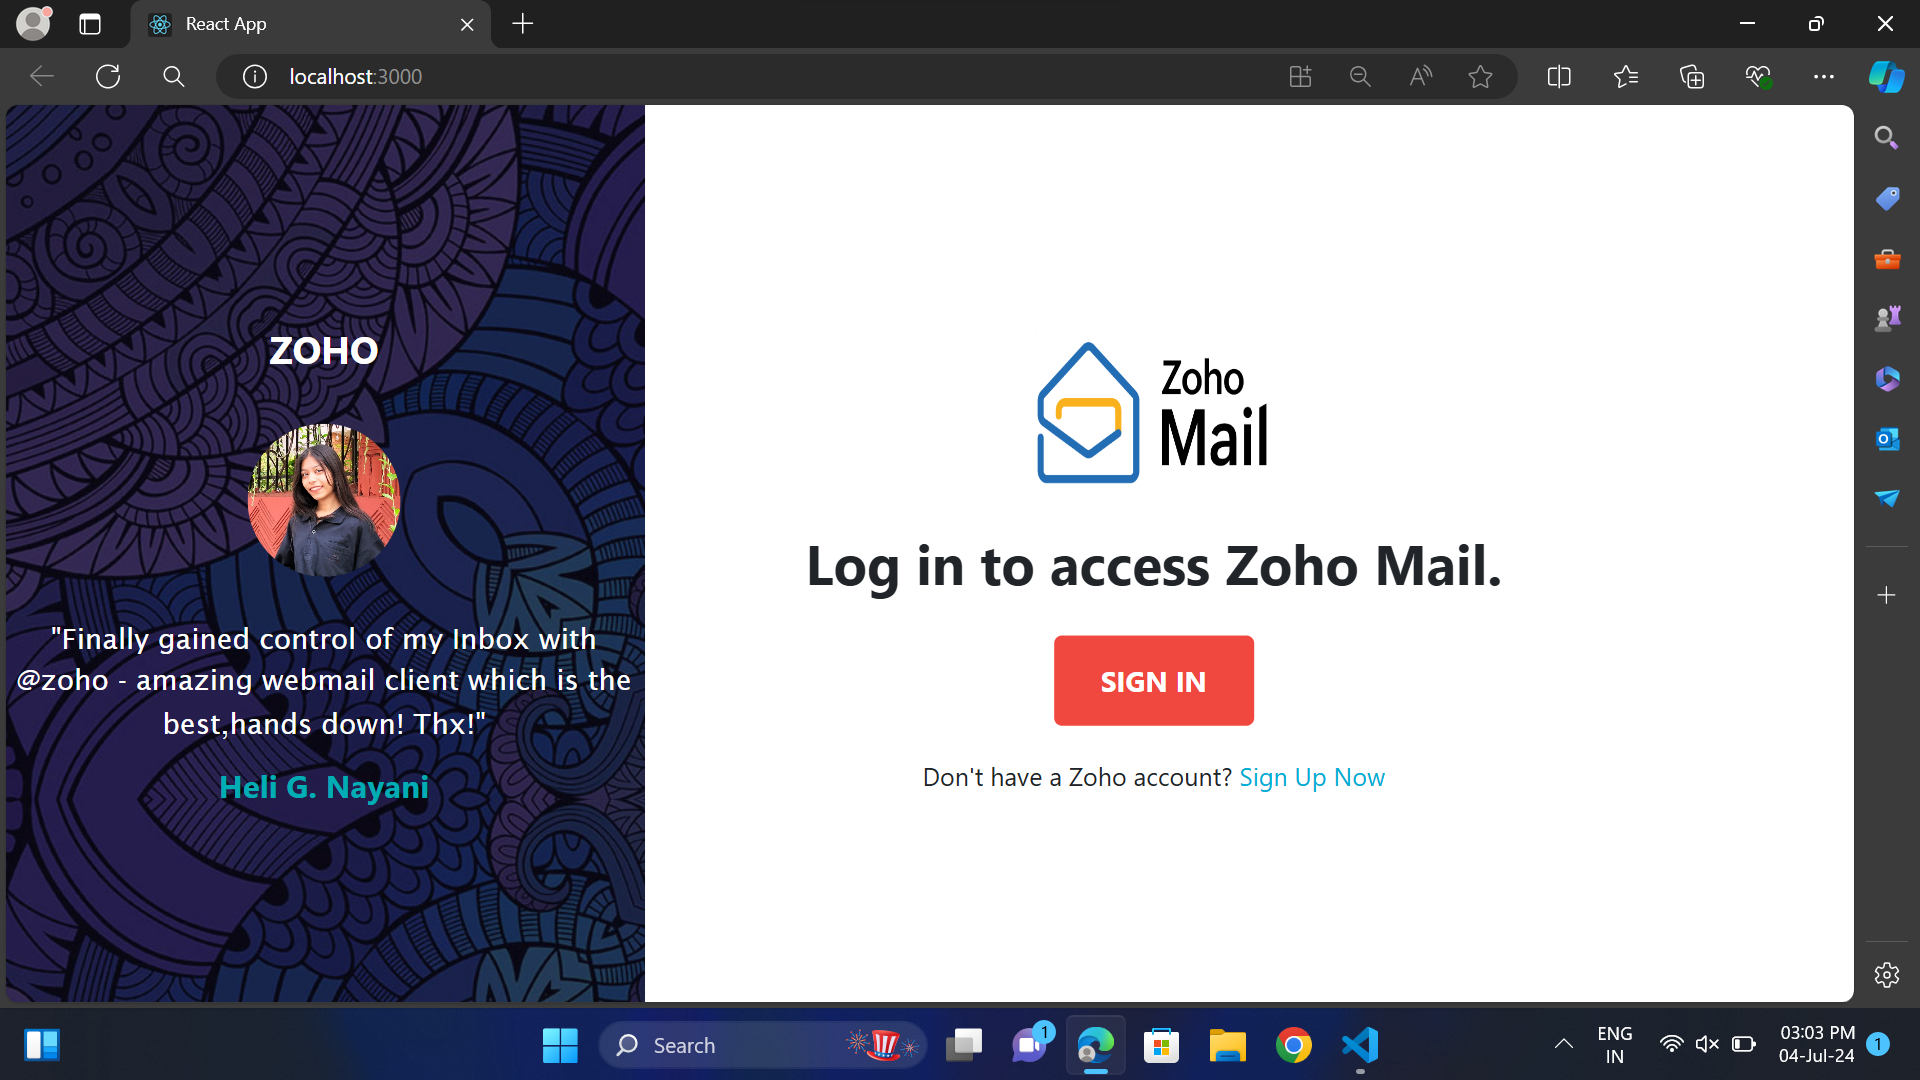 React App
localhost:3000
ZOHO
"Finally gained control of my Inbox with
@zoho - amazing webmail client which is the
best,hands down! Thx!"
Heli G. Nayani
Zoho
Mail
Log in to access Zoho Mail.
SIGN IN
Don't have a Zoho account? Sign Up Now
Search
1
ENG
IN
03:03 PM
04-Jul-24
1